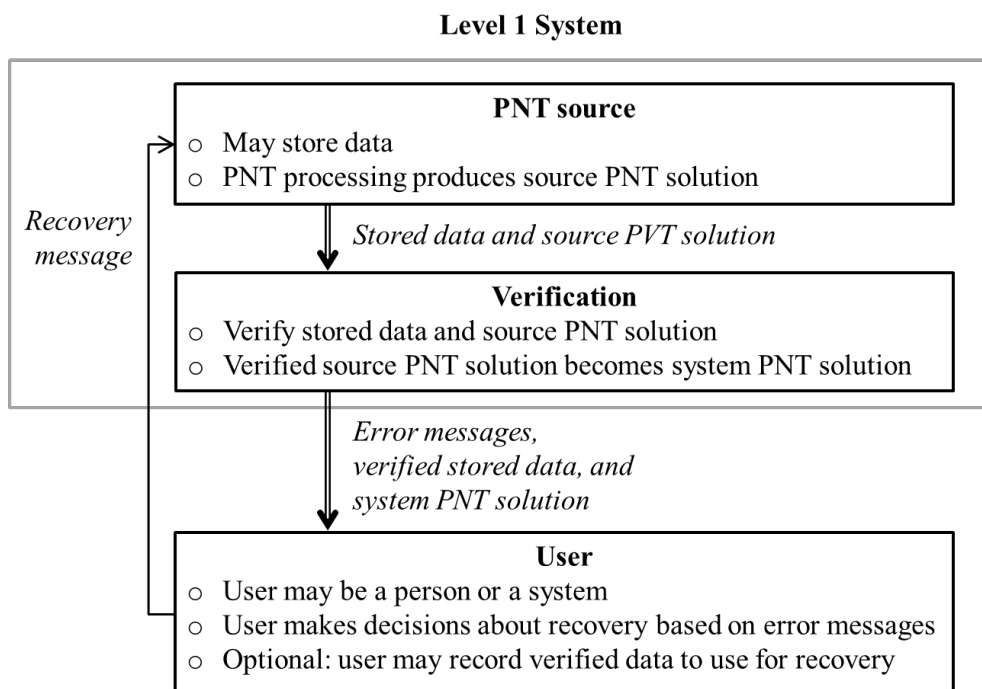 Level 1 System
PNT source
○ May store data
○ PNT processing produces source PNT solution
Recovery
message
Stored data and source PVT solution
Verification
○ Verify stored data and source PNT solution
○ Verified source PNT solution becomes system PNT solution
Error messages,
verified stored data, and
system PNT solution
User
○ User may be a person or a system
○ User makes decisions about recovery based on error messages
○ Optional: user may record verified data to use for recovery